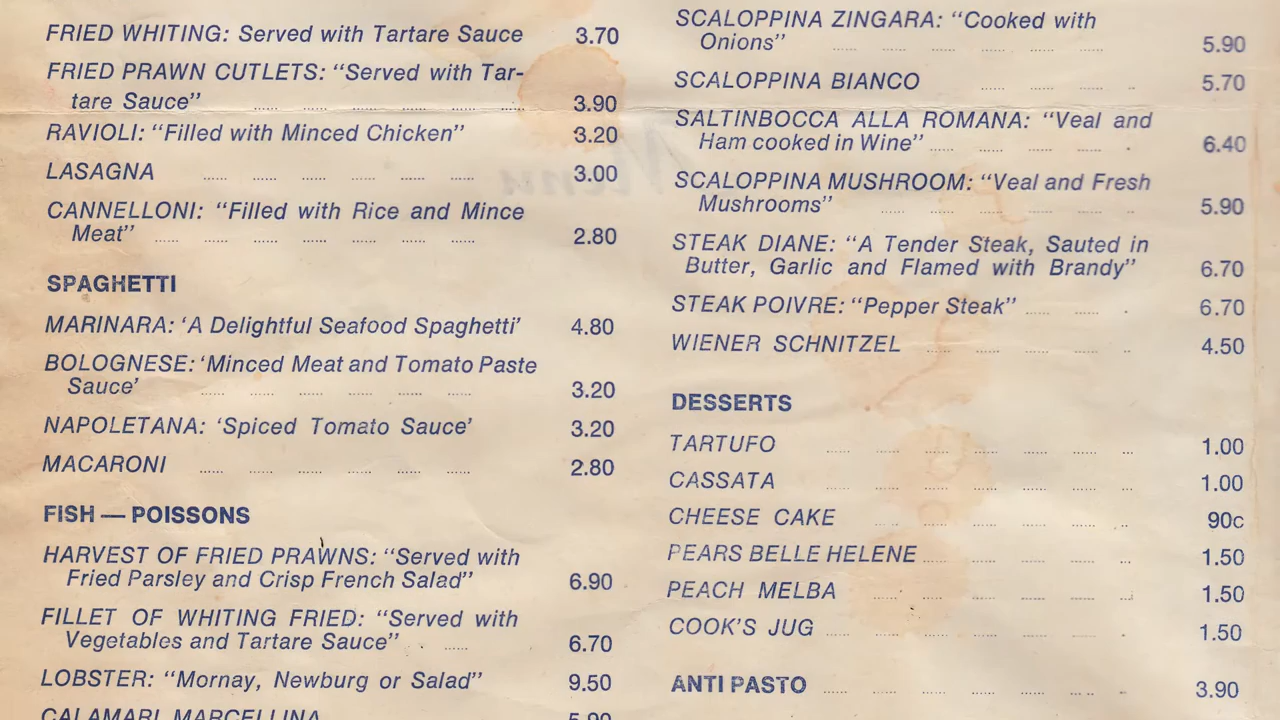 FRIED WHITING: Served with Tartare Sauce 3.70
FRIED PRAWN CUTLETS: "Served with Tar-
tare Sauce" ...... ...... ...... ...... ...... ...... 3.90
RAVIOLI: "Filled with Minced Chicken" 3.20
LASAGNA ...... ...... ...... ...... ...... ...... 3.00
CANNELLONI: "Filled with Rice and Mince
Meat" ...... ...... ...... ...... ...... ...... ...... 2.80
SPAGHETTI
MARINARA: 'A Delightful Seafood Spaghetti' 4.80
BOLOGNESE: 'Minced Meat and Tomato Paste
Sauce' ...... ...... ...... ...... ...... ...... 3.20
NAPOLETANA: 'Spiced Tomato Sauce' 3.20
MACARONI ...... ...... ...... ...... ...... ...... 2.80
FISH — POISSONS
HARVEST OF FRIED PRAWNS: "Served with
Fried Parsley and Crisp French Salad" 6.90
FILLET OF WHITING FRIED: "Served with
Vegetables and Tartare Sauce" ...... 6.70
LOBSTER: "Mornay, Newburg or Salad" 9.50
CALAMARI MARCELLINA 5.90
SCALOPPINA ZINGARA: "Cooked with
Onions" ...... ...... ...... ...... ...... ...... 5.90
SCALOPPINA BIANCO ...... ...... ...... .. 5.70
SALTINBOCCA ALLA ROMANA: "Veal and
Ham cooked in Wine" ...... ...... ...... ...... . 6.40
SCALOPPINA MUSHROOM: "Veal and Fresh
Mushrooms" ...... ...... ...... ...... ...... .. 5.90
STEAK DIANE: "A Tender Steak, Sauted in
Butter, Garlic and Flamed with Brandy" 6.70
STEAK POIVRE: "Pepper Steak" ...... ...... . 6.70
WIENER SCHNITZEL ...... ...... ...... ...... .. 4.50
DESSERTS
TARTUFO ...... ...... ...... ...... ...... ...... ... 1.00
CASSATA ...... ...... ...... ...... ...... ...... ... 1.00
CHEESE CAKE ...... ...... ...... ...... ...... .. 90c
PEARS BELLE HELENE ...... ...... ...... ...... .. 1.50
PEACH MELBA ...... ...... ...... ...... ...... ... 1.50
COOK'S JUG ...... ...... ...... ...... ...... ...... . 1.50
ANTI PASTO ...... ...... ...... ...... ...... .. .. . 3.90
Menu